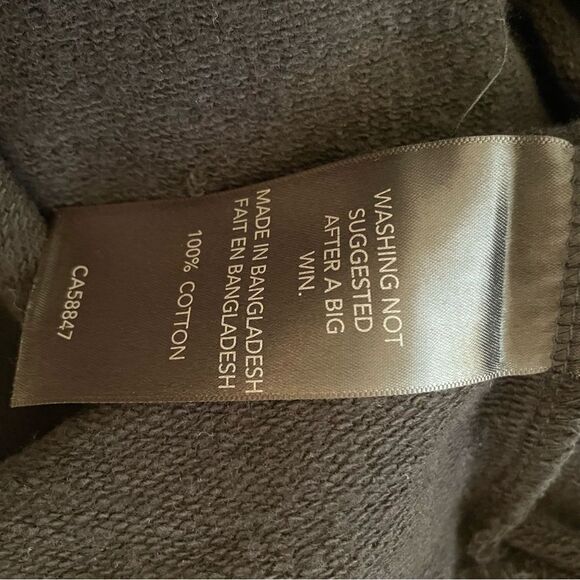 WASHING NOT
SUGGESTED
AFTER A BIG
WIN.
MADE IN BANGLADESH
FAIT EN BANGLADESH
100% COTTON
CA58847